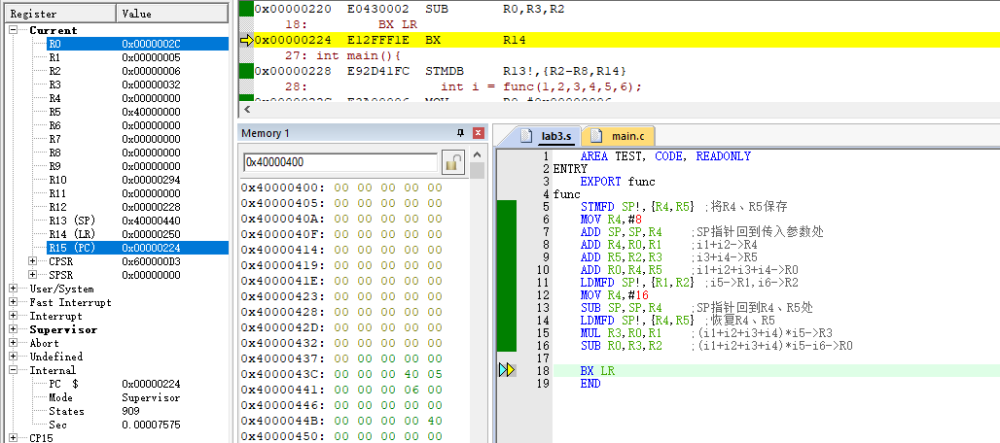 Register Value
Current
R0 0x0000002C
R1 0x00000005
R2 0x00000006
R3 0x00000032
R4 0x00000000
R5 0x40000000
R6 0x00000000
R7 0x00000000
R8 0x00000000
R9 0x00000000
R10 0x00000294
R11 0x00000000
R12 0x00000228
R13 (SP) 0x40000440
R14 (LR) 0x00000250
R15 (PC) 0x00000224
CPSR 0x600000D3
SPSR 0x00000000
User/System
Fast Interrupt
Interrupt
Supervisor
Abort
Undefined
Internal
PC $ 0x00000224
Mode Supervisor
States 909
Sec 0.00007575
CP15
0x00000220 E0430002 SUB R0,R3,R2
18: BX LR
0x00000224 E12FFF1E BX R14
27: int main(){
0x00000228 E92D41FC STMDB R13!,{R2-R8,R14}
28: int i = func(1,2,3,4,5,6);
0x0000022C E3A00006 MOV R0,#0x00000006
Memory 1
0x40000400
0x40000400: 00 00 00 00 00
0x40000405: 00 00 00 00 00
0x4000040A: 00 00 00 00 00
0x4000040F: 00 00 00 00 00
0x40000414: 00 00 00 00 00
0x40000419: 00 00 00 00 00
0x4000041E: 00 00 00 00 00
0x40000423: 00 00 00 00 00
0x40000428: 00 00 00 00 00
0x4000042D: 00 00 00 00 00
0x40000432: 00 00 00 00 00
0x40000437: 00 00 00 00 00
0x4000043C: 00 00 00 40 05
0x40000441: 00 00 00 06 00
0x40000446: 00 00 00 00 00
0x4000044B: 00 00 00 00 40
0x40000450: 00 00 00 00 00
lab3.s main.c
1 AREA TEST, CODE, READONLY
2 ENTRY
3 EXPORT func
4 func
5 STMFD SP!,{R4,R5} ;将R4、R5保存
6 MOV R4,#8
7 ADD SP,SP,R4 ;SP指针回到传入参数处
8 ADD R4,R0,R1 ;i1+i2->R4
9 ADD R5,R2,R3 ;i3+i4->R5
10 ADD R0,R4,R5 ;i1+i2+i3+i4->R0
11 LDMFD SP!,{R1,R2} ;i5->R1,i6->R2
12 MOV R4,#16
13 SUB SP,SP,R4 ;SP指针回到R4、R5处
14 LDMFD SP!,{R4,R5} ;恢复R4、R5
15 MUL R3,R0,R1 ;(i1+i2+i3+i4)*i5->R3
16 SUB R0,R3,R2 ;(i1+i2+i3+i4)*i5-i6->R0
17
18 BX LR
19 END